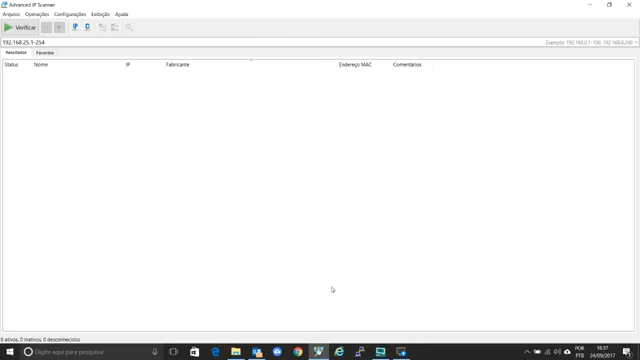 Advanced IP Scanner
Arquivo Operações Configurações Exibição Ajuda
Verificar IP C
192.168.25.1-254
Exemplo: 192.168.0.1-100, 192.168.0.200
Resultados Favoritos
Status Nome IP Fabricante Endereço MAC Comentários
0 ativos, 0 inativos, 0 desconhecidos
Digite aqui para pesquisar
POR 18:37
PTB 24/09/2017